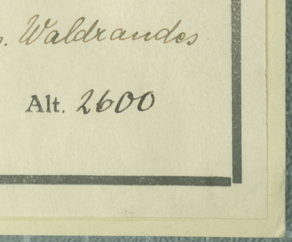 . Waldrandes
Alt. 2600